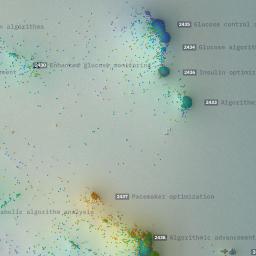 n algorithms
2435 Glucose control a
2434 Glucose algorit
2430 Enhanced glucose monitoring
2436 Insulin optimiz
2433 Algorithm
2437 Pacemaker optimization
abolic algorithm analysis
2438 Algorithmic advancement